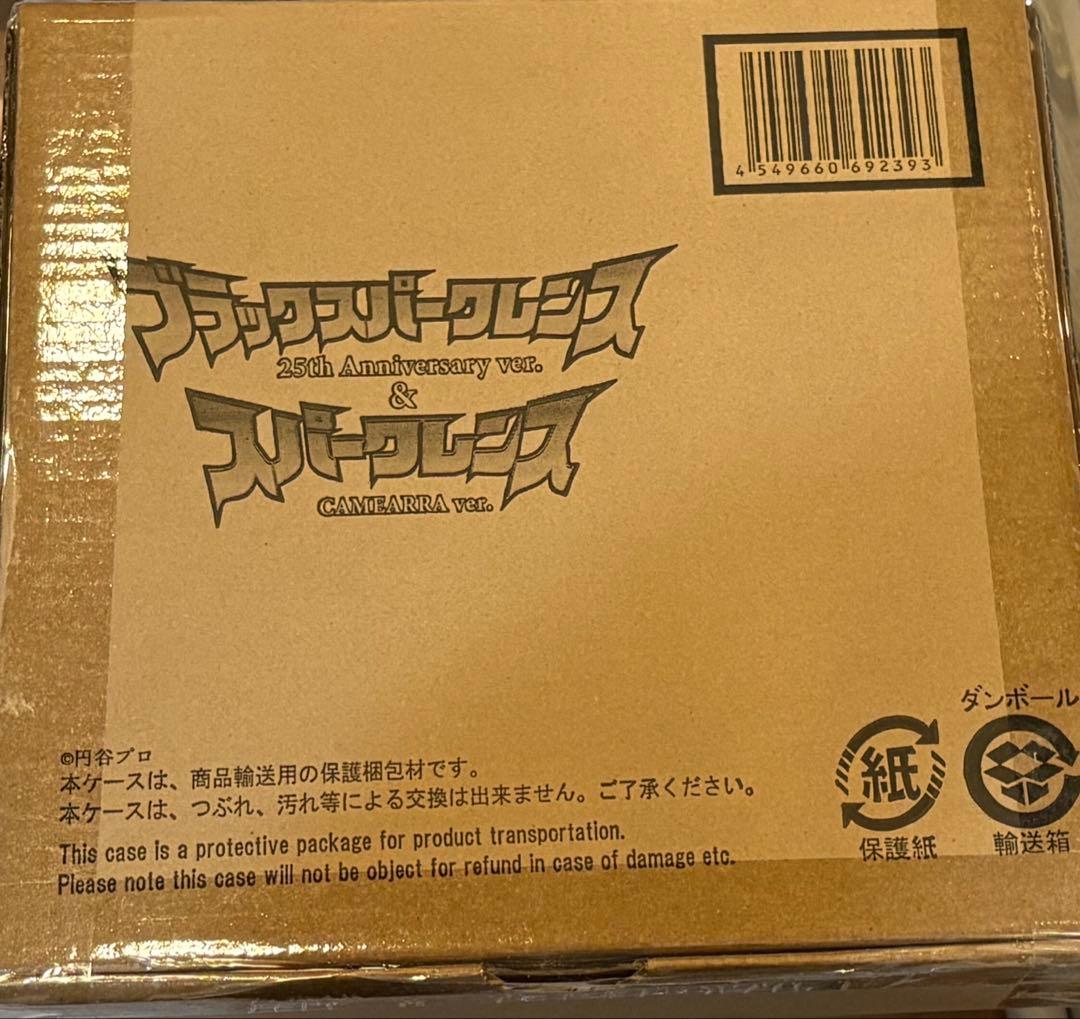 4 549660 692393
ブラックスパークレンス
25th Anniversary ver.
&
スパークレンス
CAMEARRA ver.
ダンボール
紙
保護紙
輸送箱
©円谷プロ
本ケースは、商品輸送用の保護梱包材です。
本ケースは、つぶれ、汚れ等による交換は出来ません。ご了承ください。
This case is a protective package for product transportation.
Please note this case will not be object for refund in case of damage etc.